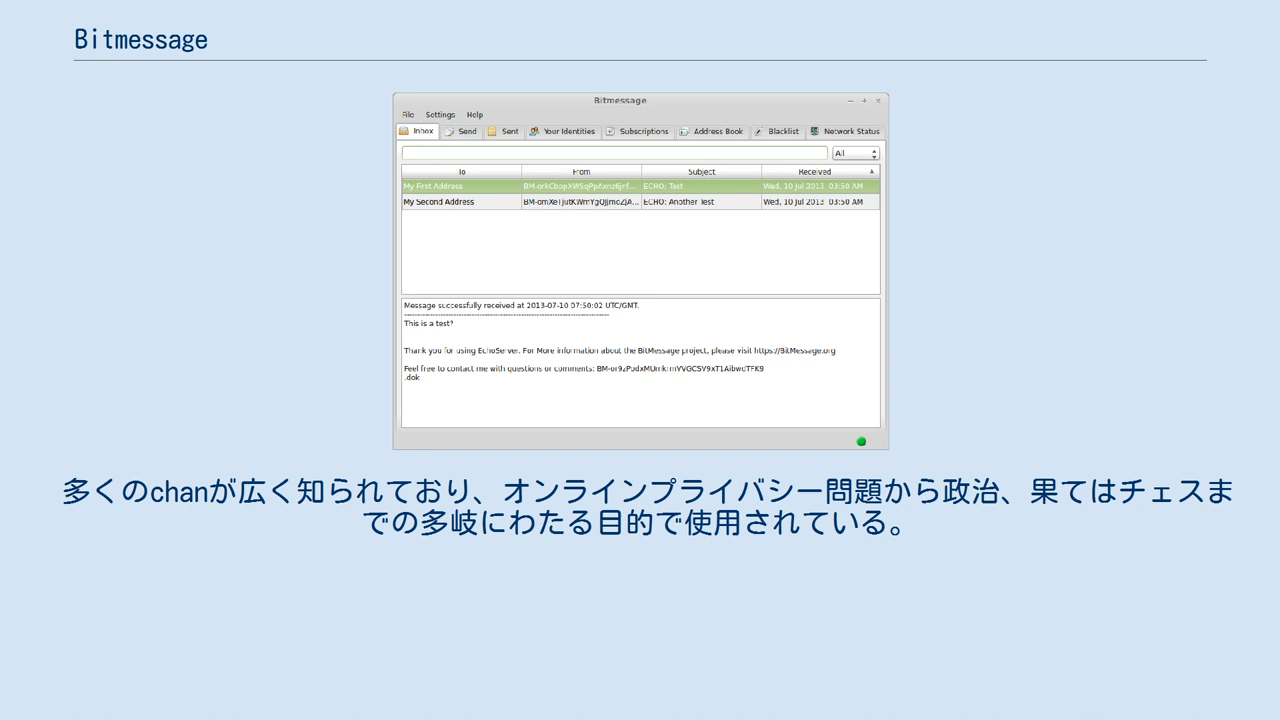 Bitmessage
Bitmessage
File Settings Help
Inbox Send Sent Your Identities Subscriptions Address Book Blacklist Network Status
All
To From Subject Received
My First Address ECHO: Test Wed, 10 Jul 2013 03:50 AM
My Second Address ECHO: Another Test Wed, 10 Jul 2013 03:50 AM
Message successfully received at 2013-07-10 07:50:02 UTC/GMT.
This is a test?
Thank you for using EchoServer. For More information about the BitMessage project, please visit https://BitMessage.org
Feel free to contact me with questions or comments:
.dok
多くのchanが広く知られており、オンラインプライバシー問題から政治、果てはチェスま
での多岐にわたる目的で使用されている。